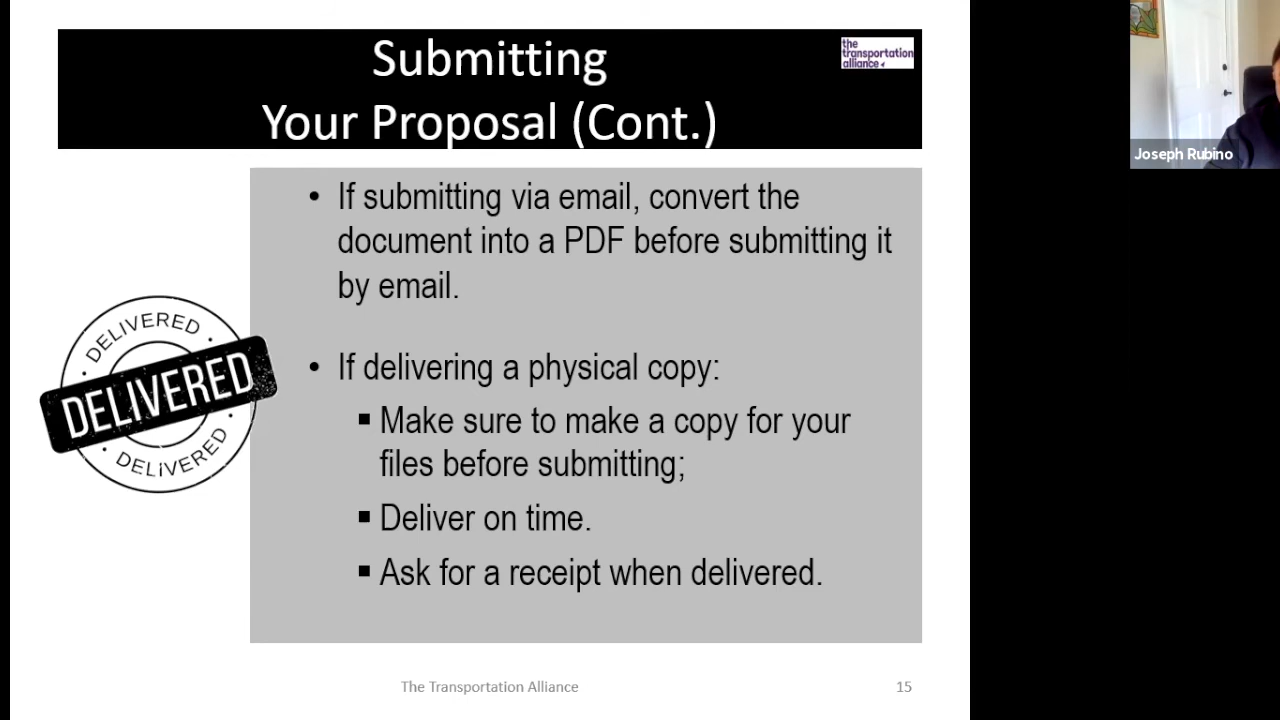 Submitting
Your Proposal (Cont.)
the
transportation
alliance
Joseph Rubino
• If submitting via email, convert the
document into a PDF before submitting it
by email.
DELIVERED
DELIVERED
DELIVERED
• If delivering a physical copy:
▪ Make sure to make a copy for your
files before submitting;
▪ Deliver on time.
▪ Ask for a receipt when delivered.
The Transportation Alliance
15